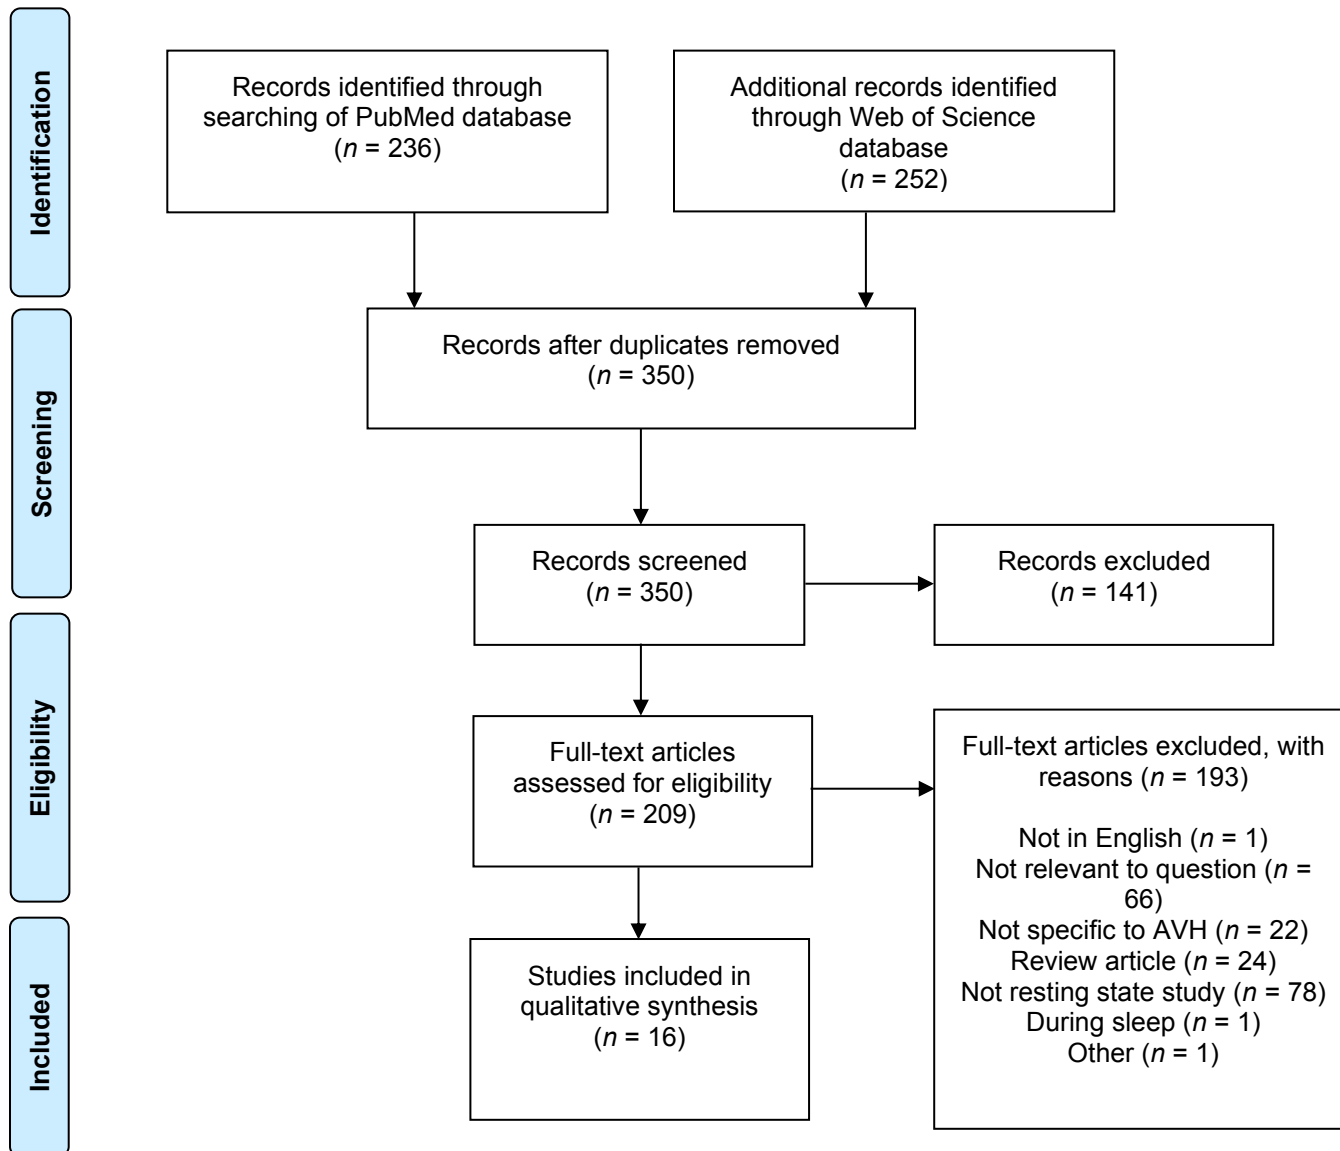 Identification
Records identified through
searching of PubMed database
(n = 236)
Additional records identified
through Web of Science
database
(n = 252)
Records after duplicates removed
(n = 350)
Screening
Records screened
(n = 350)
Records excluded
(n = 141)
Eligibility
Full-text articles
assessed for eligibility
(n = 209)
Full-text articles excluded, with
reasons (n = 193)
Not in English (n = 1)
Not relevant to question (n =
66)
Not specific to AVH (n = 22)
Review article (n = 24)
Not resting state study (n = 78)
During sleep (n = 1)
Other (n = 1)
Included
Studies included in
qualitative synthesis
(n = 16)